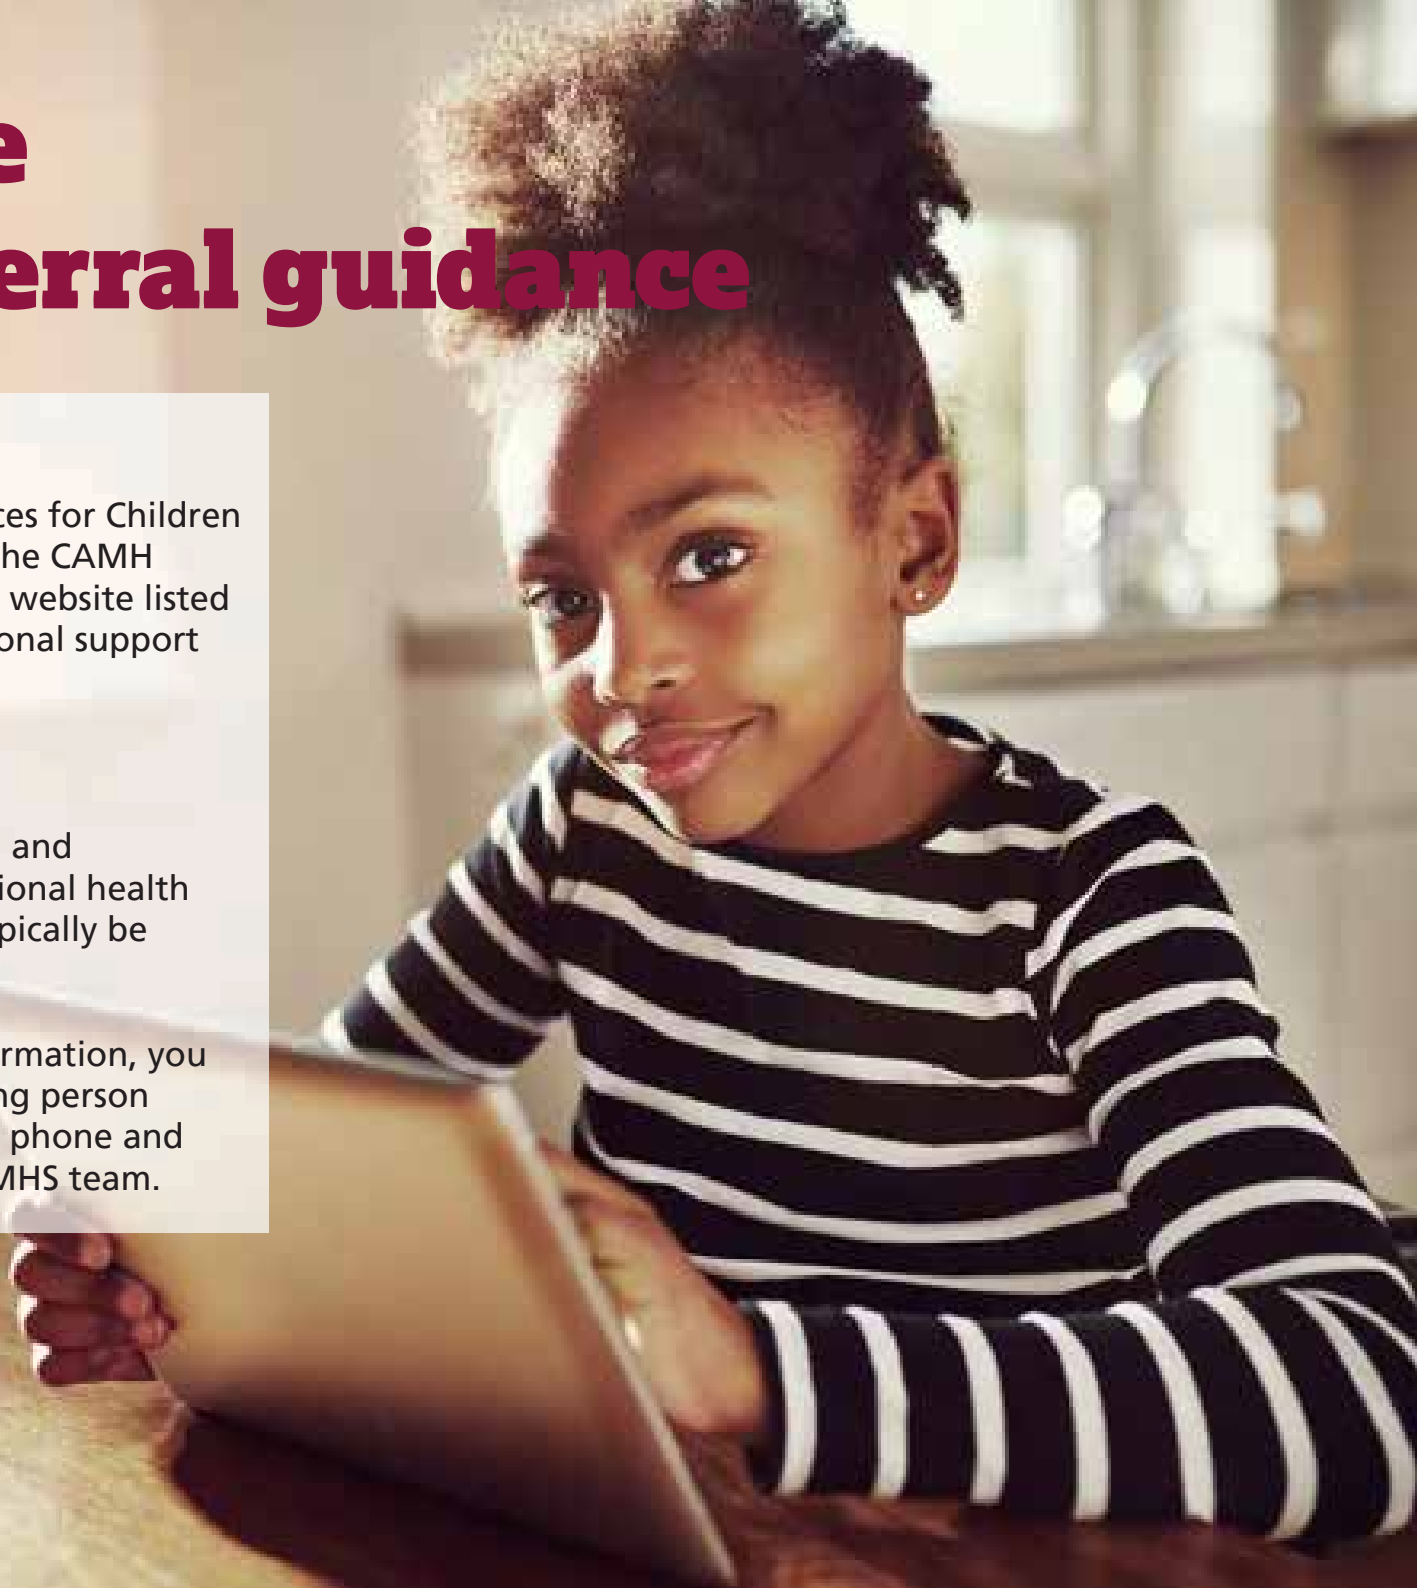 e
erral guidance
ces for Children
he CAMH
website listed
onal support
and
ional health
pically be
rmation, you
ng person
phone and
MHS team.